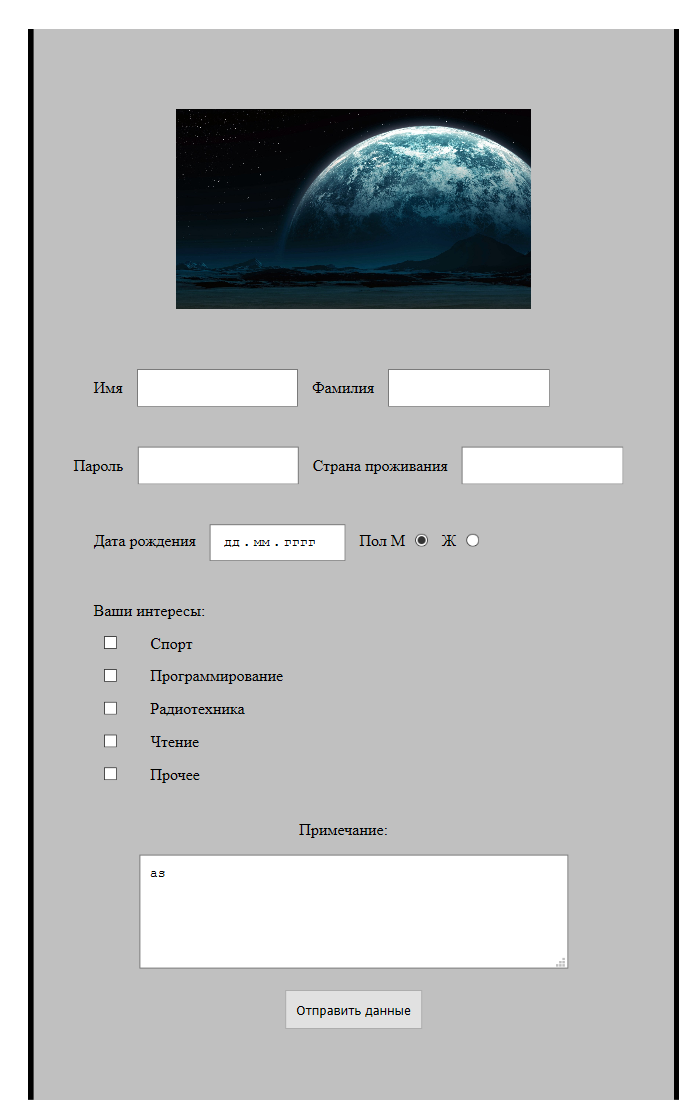 Имя Фамилия
Пароль Страна проживания
Дата рождения дд.мм.гггг Пол М Ж
Ваши интересы:
Спорт
Программирование
Радиотехника
Чтение
Прочее
Примечание:
as
Отправить данные